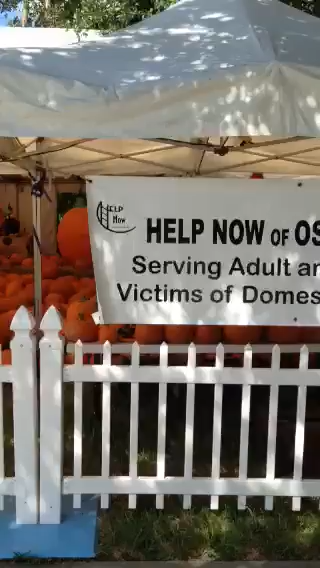 HELP
Now
HELP NOW OF OS
Serving Adult an
Victims of Domes